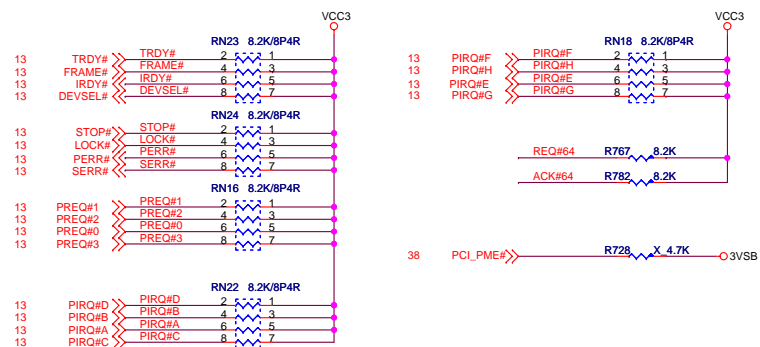 VCC3
RN23 8.2K/8P4R
13 TRDY# TRDY# 2 1
13 FRAME# FRAME# 4 3
13 IRDY# IRDY# 6 5
13 DEVSEL# DEVSEL# 8 7
RN24 8.2K/8P4R
13 STOP# STOP# 2 1
13 LOCK# LOCK# 4 3
13 PERR# PERR# 6 5
13 SERR# SERR# 8 7
RN16 8.2K/8P4R
13 PREQ#1 PREQ#1 2 1
13 PREQ#2 PREQ#2 4 3
13 PREQ#0 PREQ#0 6 5
13 PREQ#3 PREQ#3 8 7
RN22 8.2K/8P4R
13 PIRQ#D PIRQ#D 2 1
13 PIRQ#B PIRQ#B 4 3
13 PIRQ#A PIRQ#A 6 5
13 PIRQ#C PIRQ#C 8 7
VCC3
RN18 8.2K/8P4R
13 PIRQ#F PIRQ#F 2 1
13 PIRQ#H PIRQ#H 4 3
13 PIRQ#E PIRQ#E 6 5
13 PIRQ#G PIRQ#G 8 7
REQ#64 R767 8.2K
ACK#64 R782 8.2K
38 PCI_PME# R728 X_4.7K 3VSB